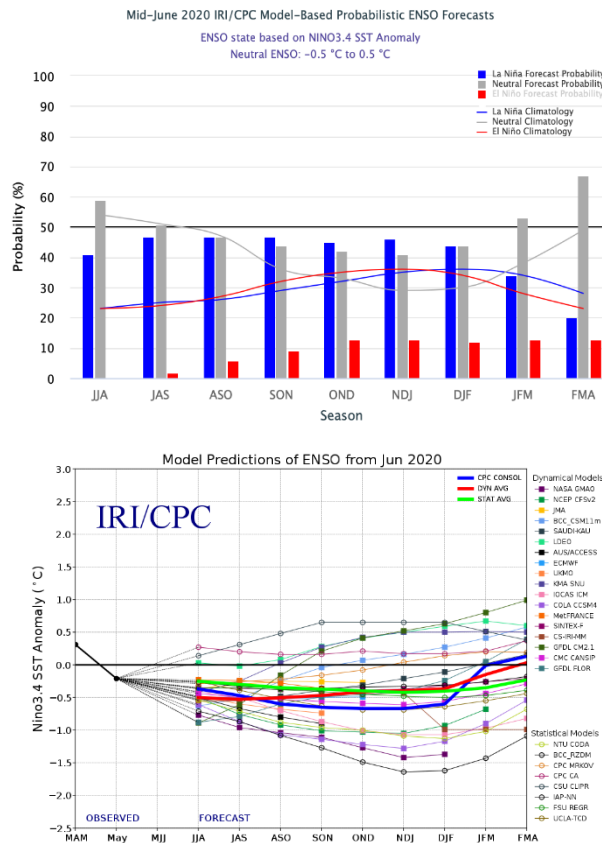 Mid-June 2020 IRI/CPC Model-Based Probabilistic ENSO Forecasts
ENSO state based on NINO3.4 SST Anomaly
Neutral ENSO: -0.5 °C to 0.5 °C
La Niña Forecast Probability
Neutral Forecast Probability
El Niño Forecast Probability
La Niña Climatology
Neutral Climatology
El Niño Climatology
Probability (%)
100
90
80
70
60
50
40
30
20
10
0
JJA JAS ASO SON OND NDJ DJF JFM FMA
Season
Model Predictions of ENSO from Jun 2020
IRI/CPC
CPC CONSOL
DYN AVG
STAT AVG
Nino3.4 SST Anomaly (°C)
3.0
2.5
2.0
1.5
1.0
0.5
0.0
−0.5
−1.0
−1.5
−2.0
−2.5
OBSERVED FORECAST
MAM May MJJ JJA JAS ASO SON OND NDJ DJF JFM FMA
Dynamical Models
NASA GMAO
NCEP CFSv2
JMA
BCC_CSM11m
SAUDI-KAU
LDEO
AUS/ACCESS
ECMWF
UKMO
KMA SNU
IOCAS ICM
COLA CCSM4
MetFRANCE
SINTEX-F
CS-IRI-MM
GFDL CM2.1
CMC CANSIP
GFDL FLOR
Statistical Models
NTU CODA
BCC_RZDM
CPC MRKOV
CPC CA
CSU CLIPR
IAP-NN
FSU REGR
UCLA-TCD